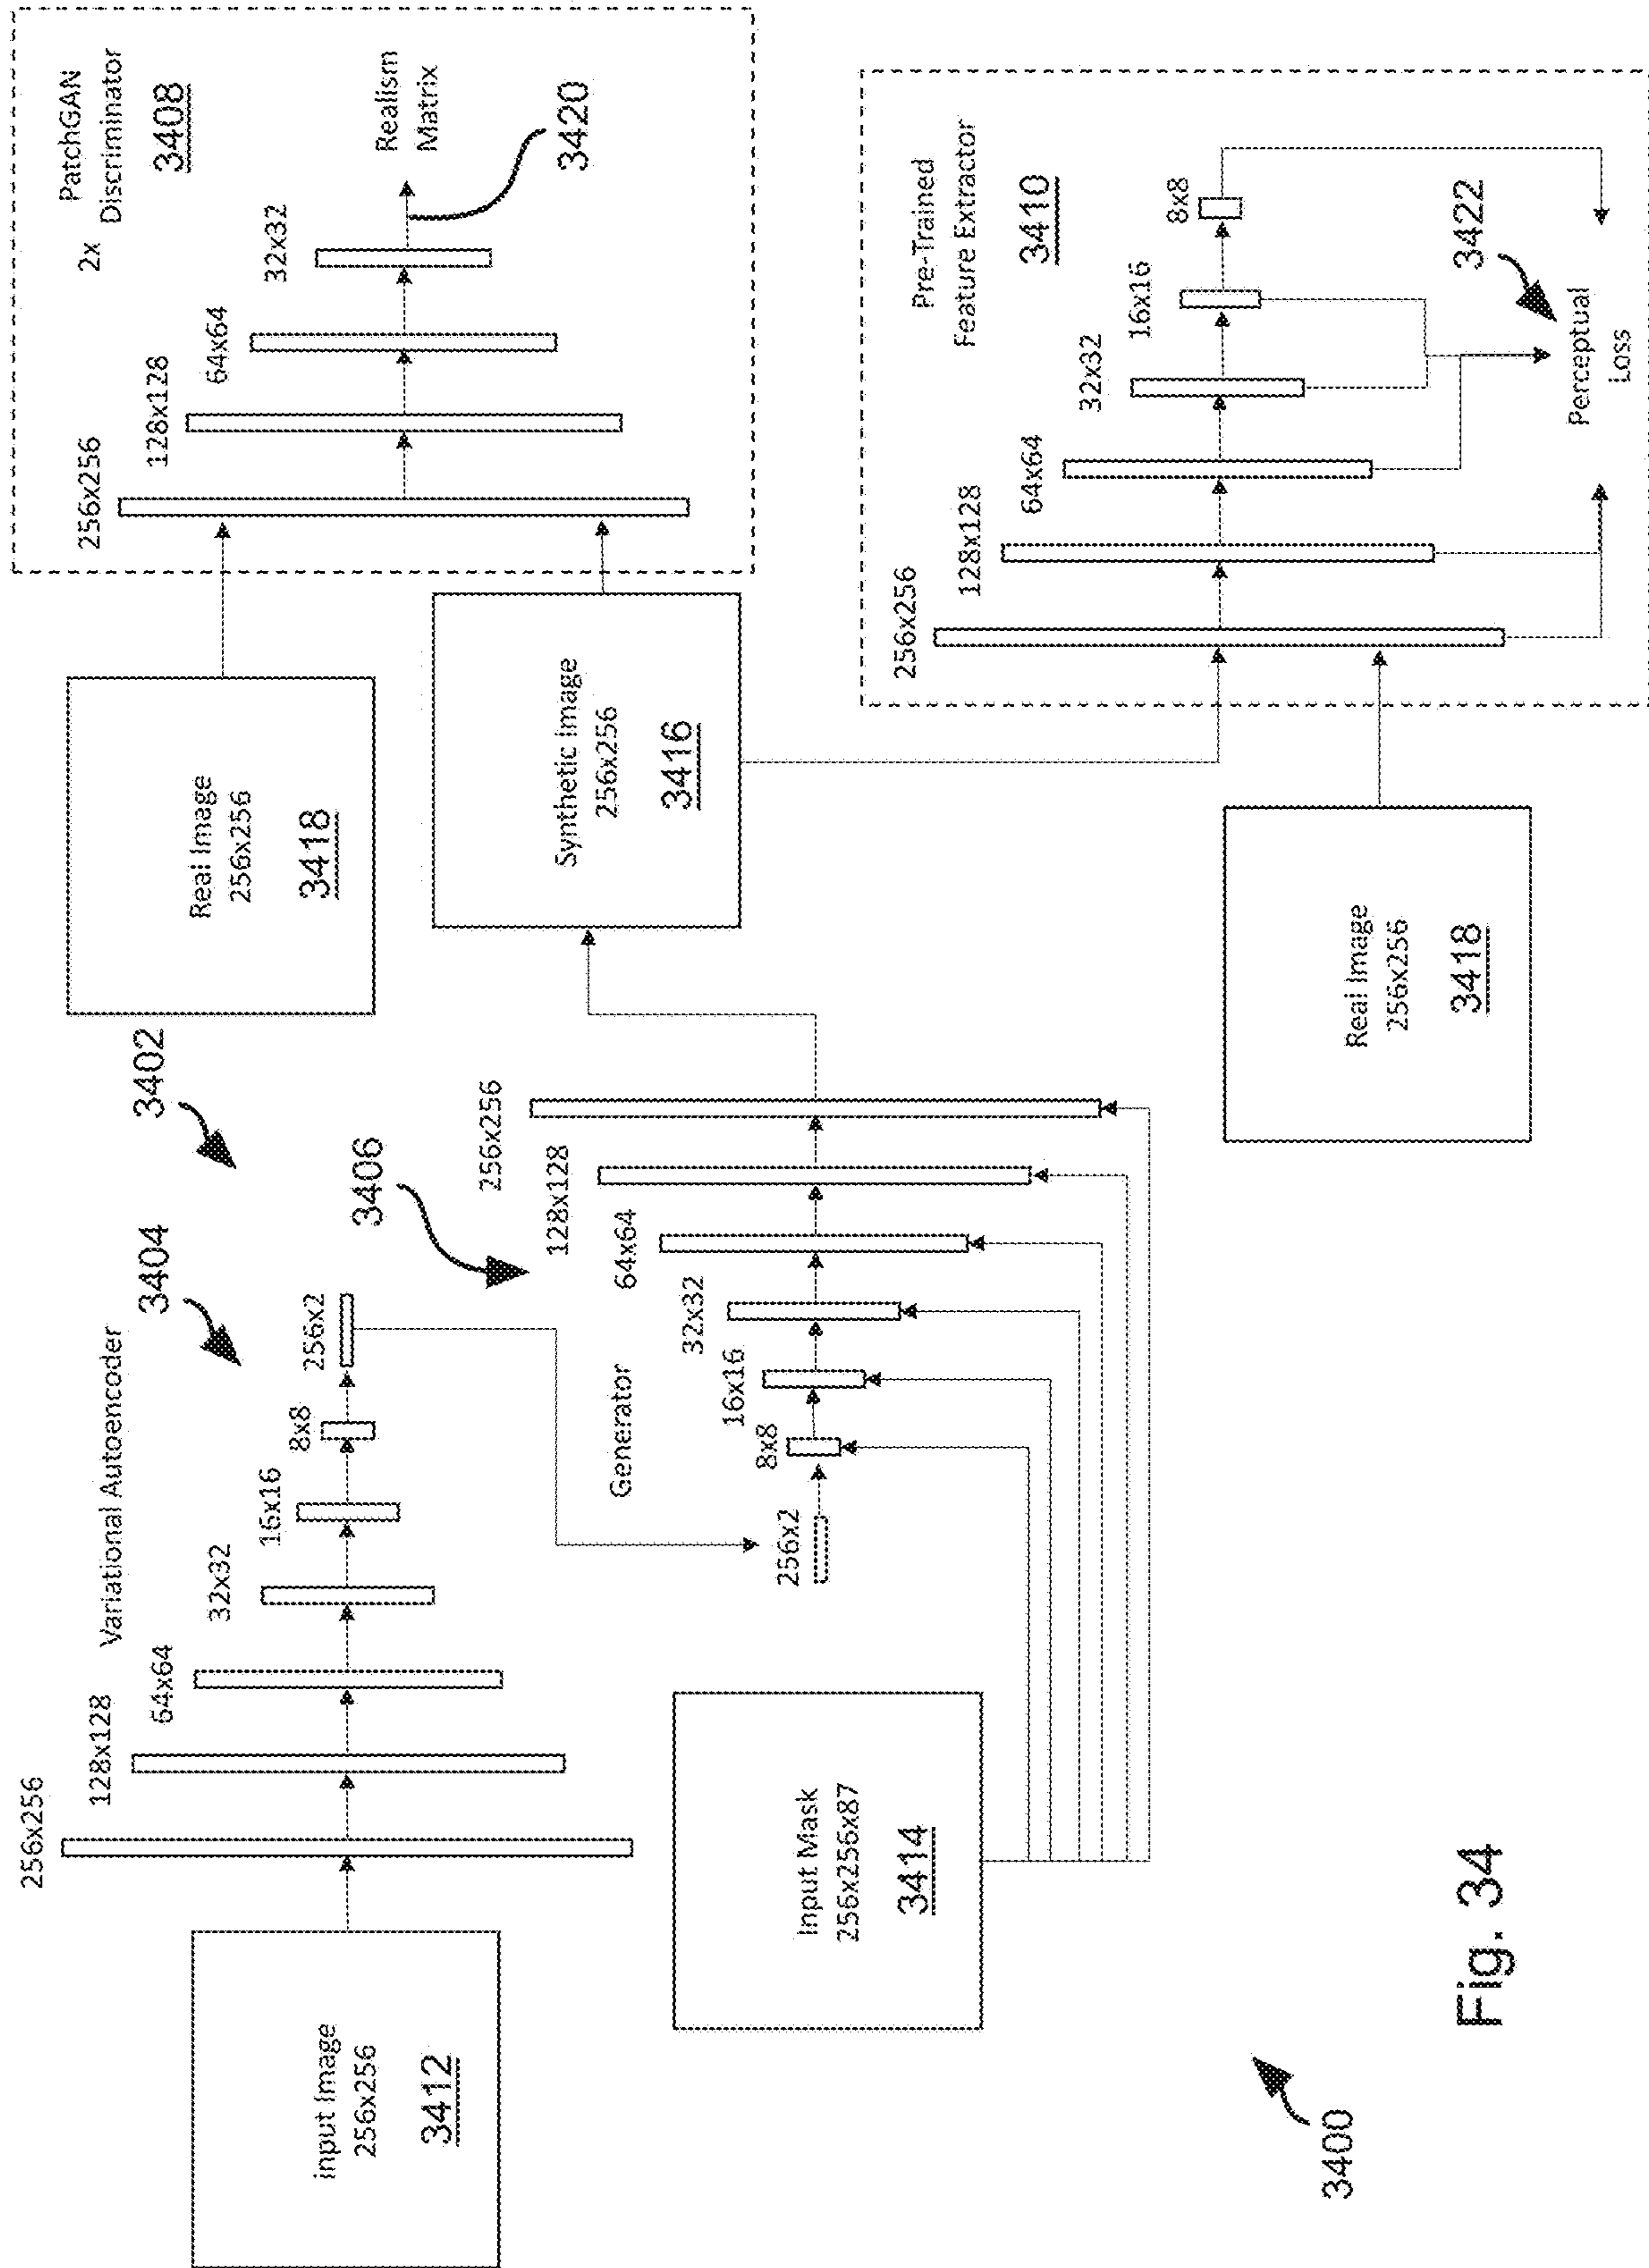 Variational Autoencoder
3404
3402
input Image
256x256
3412
256x256
128x128
64x64
32x32
16x16
8x8
256x2
Input Mask
256x256x87
3414
Generator
3406
256x2
8x8
16x16
32x32
64x64
128x128
256x256
Real Image
256x256
3418
Synthetic Image
256x256
3416
PatchGAN
2x Discriminator
3408
256x256
128x128
64x64
32x32
Realism
Matrix
3420
Real Image
256x256
3418
Pre-Trained
Feature Extractor
3410
256x256
128x128
64x64
32x32
16x16
8x8
Perceptual
Loss
3422
3400
Fig. 34